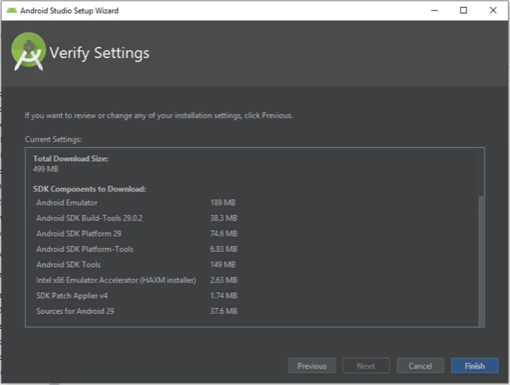 Android Studio Setup Wizard
Verify Settings
If you want to review or change any of your installation settings, click Previous.
Current Settings:
Total Download Size:
499 MB
SDK Components to Download:
Android Emulator 189 MB
Android SDK Build-Tools 29.0.2 38.3 MB
Android SDK Platform 29 74.6 MB
Android SDK Platform-Tools 6.83 MB
Android SDK Tools 149 MB
Intel x86 Emulator Accelerator (HAXM installer) 2.63 MB
SDK Patch Applier v4 1.74 MB
Sources for Android 29 37.6 MB
Previous Next Cancel Finish